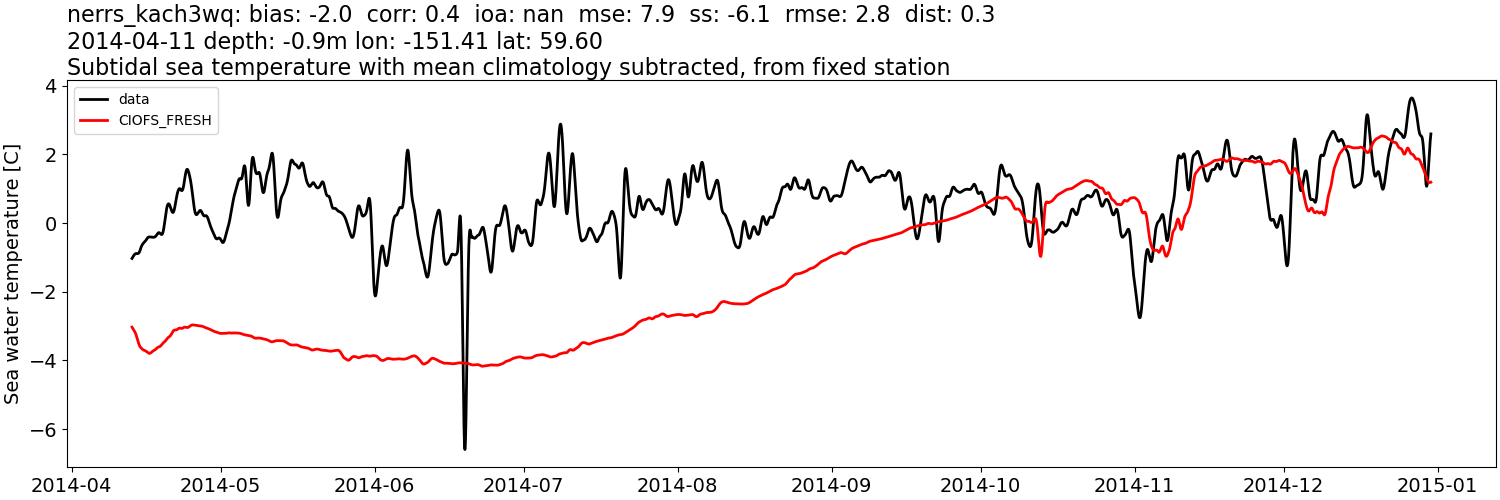 nerrs_kach3wq: bias: -2.0  corr: 0.4  ioa: nan  mse: 7.9  ss: -6.1  rmse: 2.8  dist: 0.3
2014-04-11 depth: -0.9m lon: -151.41 lat: 59.60
Subtidal sea temperature with mean climatology subtracted, from fixed station
data
CIOFS_FRESH
Sea water temperature [C]
4
2
0
−2
−4
−6
2014-04 2014-05 2014-06 2014-07 2014-08 2014-09 2014-10 2014-11 2014-12 2015-01